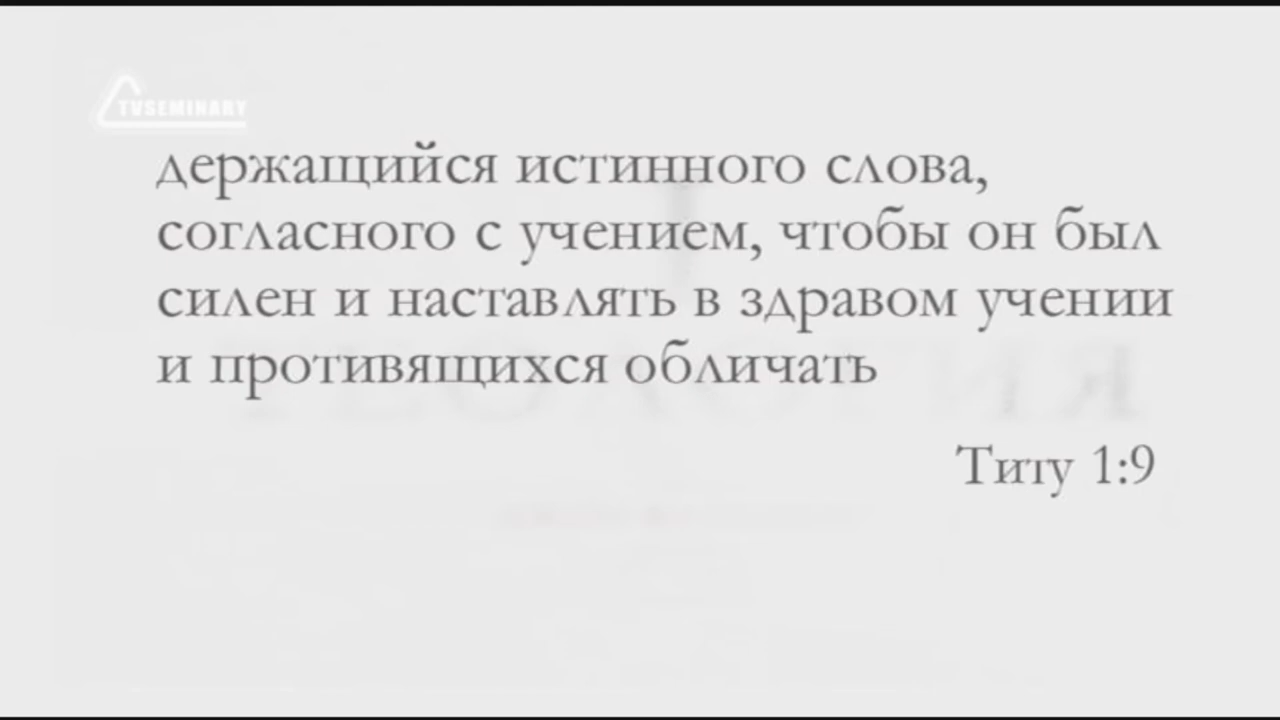 TVSEMINARY
держащийся истинного слова,
согласного с учением, чтобы он был
силен и наставлять в здравом учении
и противящихся обличать
Титу 1:9